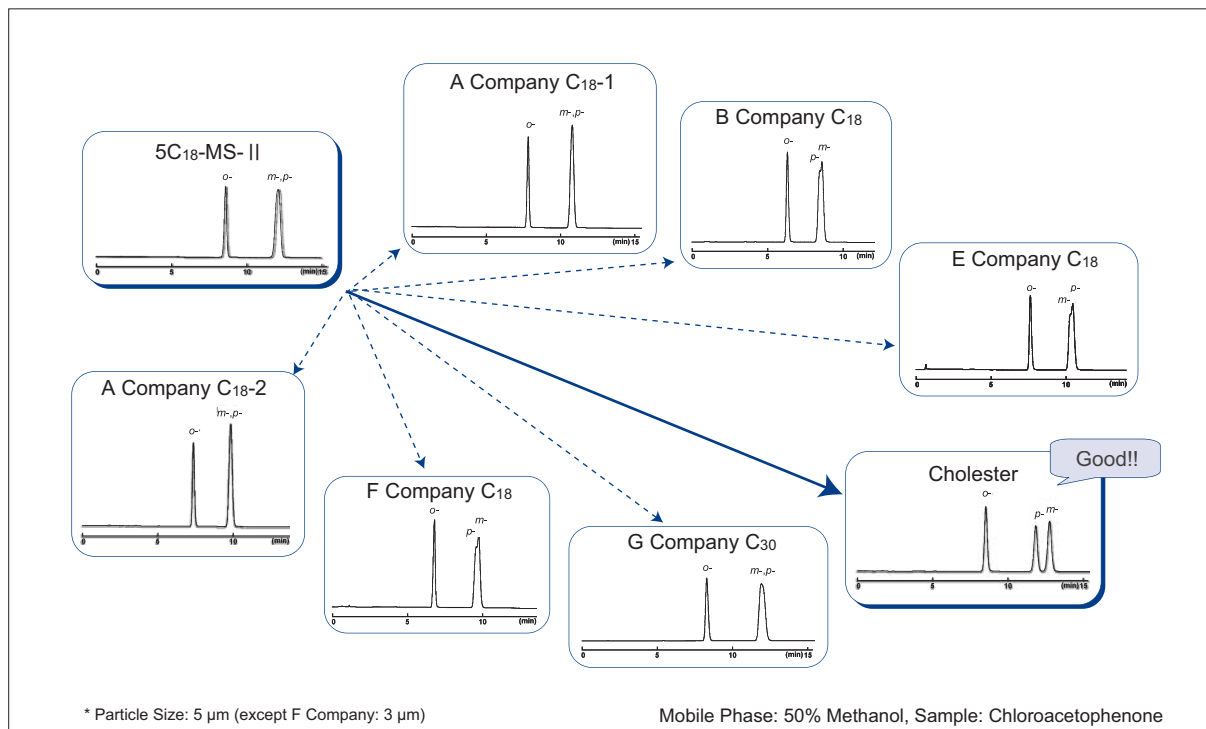 A Company C18-1
o-
m-,p-
0 5 10 (min) 15
B Company C18
o-
p-
m-
0 5 10 (min)
5C18-MS-II
o-
m-,p-
0 5 10 (min) 15
E Company C18
o-
m-
p-
0 5 10 (min)
A Company C18-2
o-
m-,p-
0 5 10 (min)
F Company C18
o-
p-
m-
0 5 10 (min)
G Company C30
o-
m-,p-
0 5 10 (min) 15
Good!!
Cholester
o-
p-
m-
0 5 10 (min) 15
* Particle Size: 5 μm (except F Company: 3 μm)
Mobile Phase: 50% Methanol, Sample: Chloroacetophenone